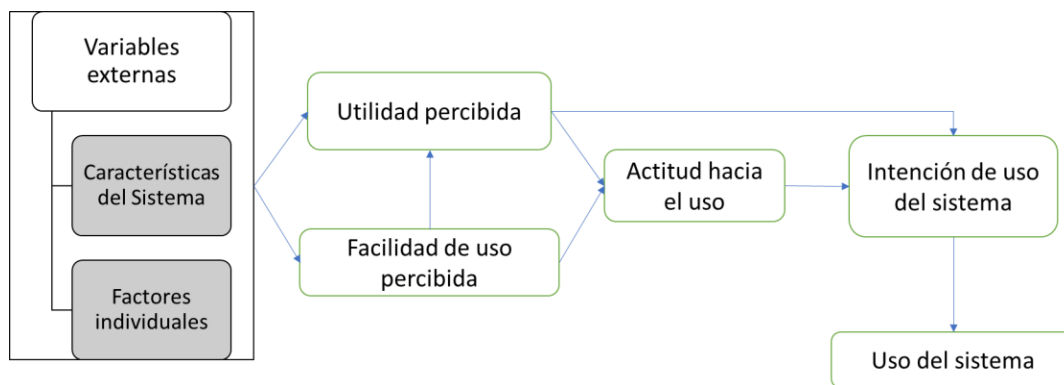 Variables
externas
Características
del Sistema
Factores
individuales
Utilidad percibida
Facilidad de uso
percibida
Actitud hacia
el uso
Intención de uso
del sistema
Uso del sistema